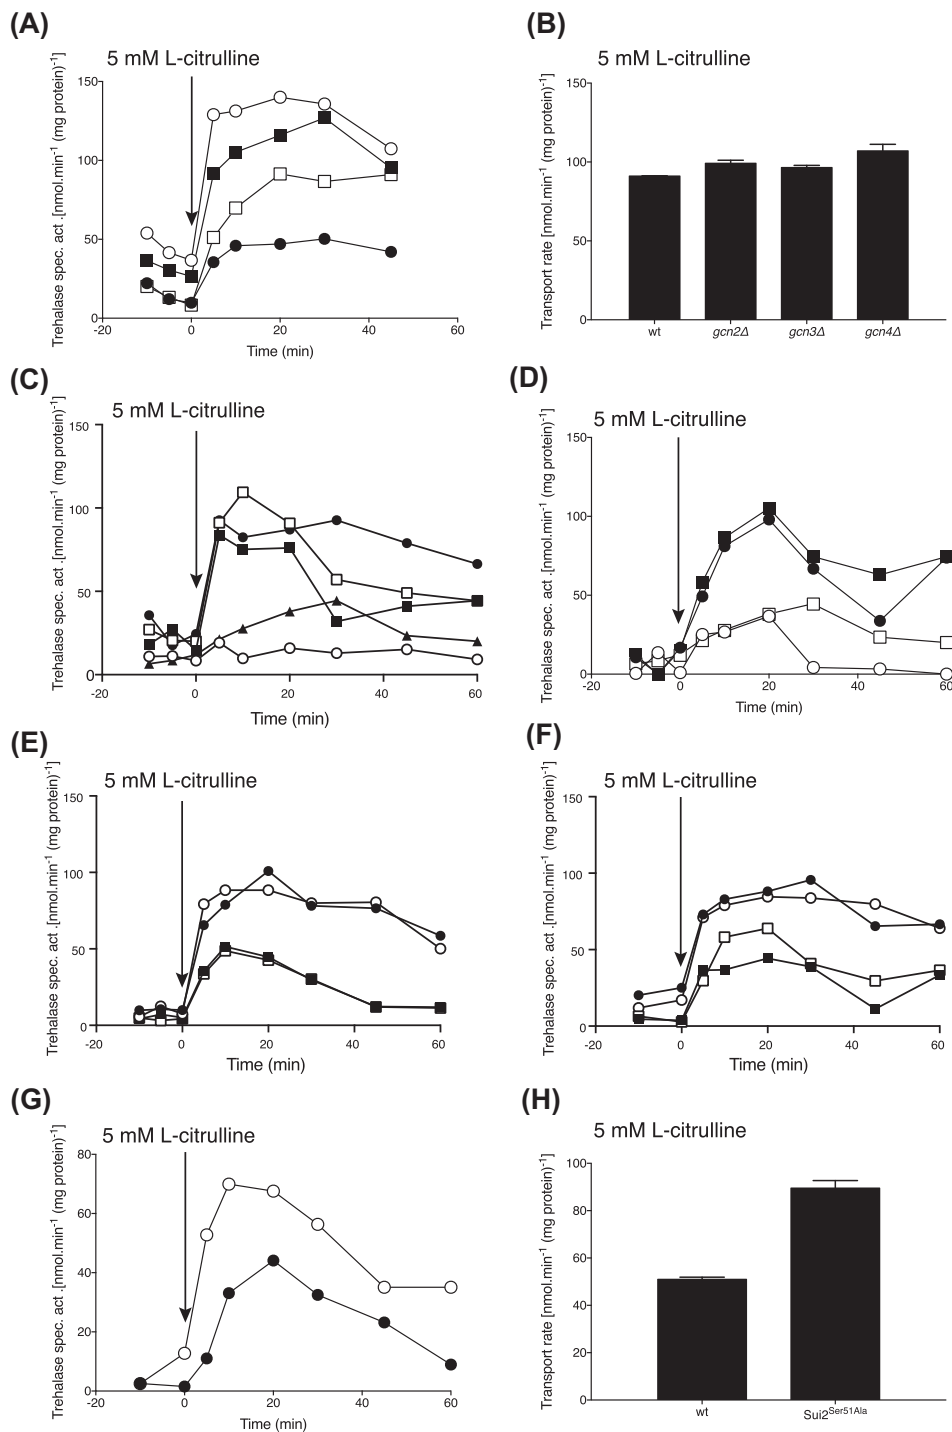 (A)
5 mM L-citrulline
Trehalase spec. act .[nmol.min⁻¹ (mg protein)⁻¹]
150
100
50
0
-20 0 20 40 60
Time (min)
(B)
5 mM L-citrulline
Transport rate [nmol.min⁻¹ (mg protein)⁻¹]
150
100
50
0
wt gcn2Δ gcn3Δ gcn4Δ
(C)
5 mM L-citrulline
Trehalase spec. act .[nmol.min⁻¹ (mg protein)⁻¹]
150
100
50
0
-20 0 20 40 60
Time (min)
(D)
5 mM L-citrulline
Trehalase spec. act .[nmol.min⁻¹ (mg protein)⁻¹]
150
100
50
0
-20 0 20 40 60
Time (min)
(E)
5 mM L-citrulline
Trehalase spec. act .[nmol.min⁻¹ (mg protein)⁻¹]
150
100
50
0
-20 0 20 40 60
Time (min)
(F)
5 mM L-citrulline
Trehalase spec. act .[nmol.min⁻¹ (mg protein)⁻¹]
150
100
50
0
-20 0 20 40 60
Time (min)
(G)
5 mM L-citrulline
Trehalase spec. act .[nmol.min⁻¹ (mg protein)⁻¹]
80
60
40
20
0
-20 0 20 40 60
Time (min)
(H)
5 mM L-citrulline
Transport rate [nmol.min⁻¹ (mg protein)⁻¹]
100
80
60
40
20
0
wt Sui2Ser51Ala